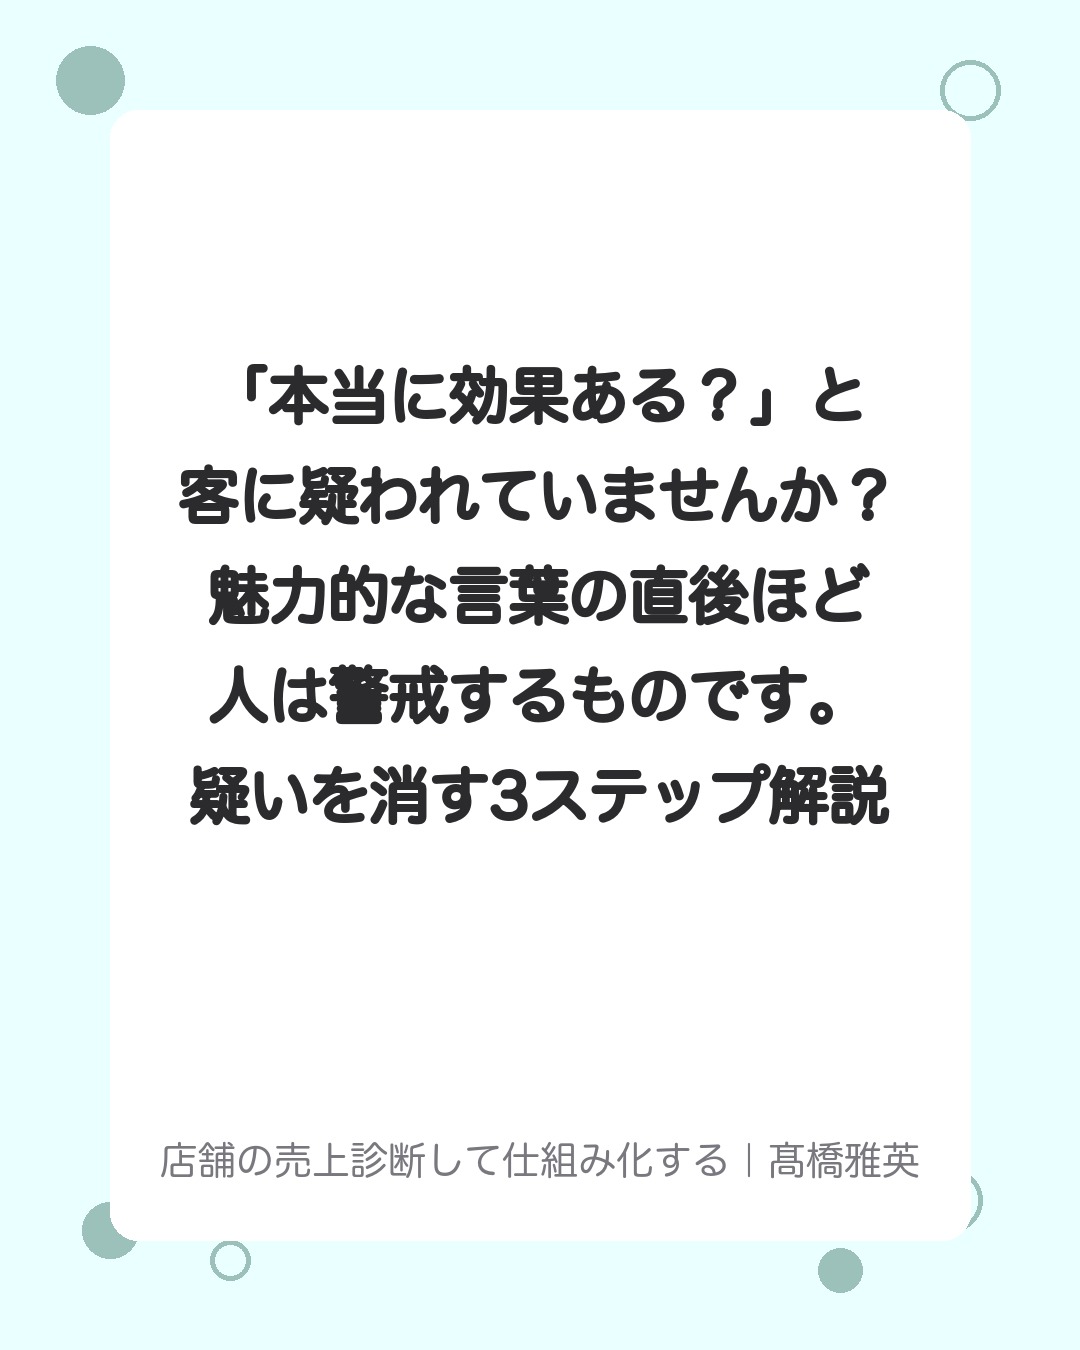 「本当に効果ある？」と
客に疑われていませんか？
魅力的な言葉の直後ほど
人は警戒するものです。
疑いを消す3ステップ解説
店舗の売上診断して仕組み化する｜髙橋雅英